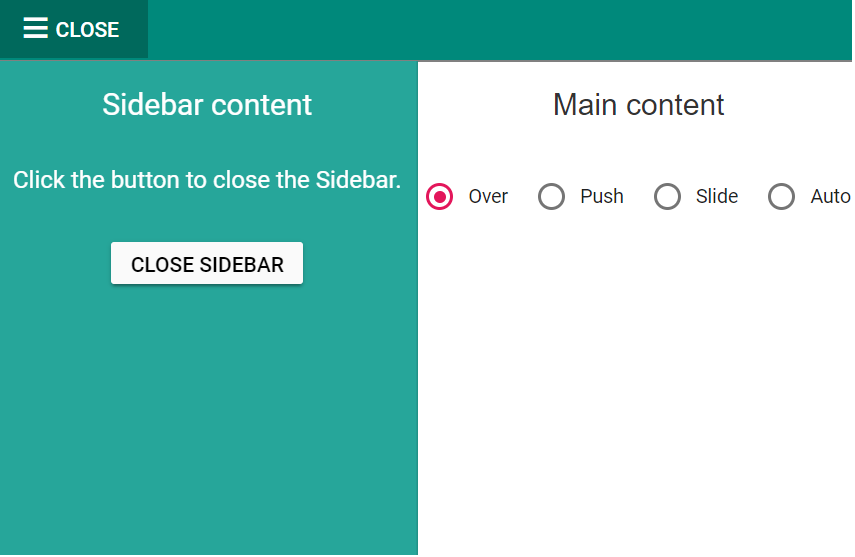 CLOSE
Sidebar content
Click the button to close the Sidebar.
CLOSE SIDEBAR
Main content
Over Push Slide Auto